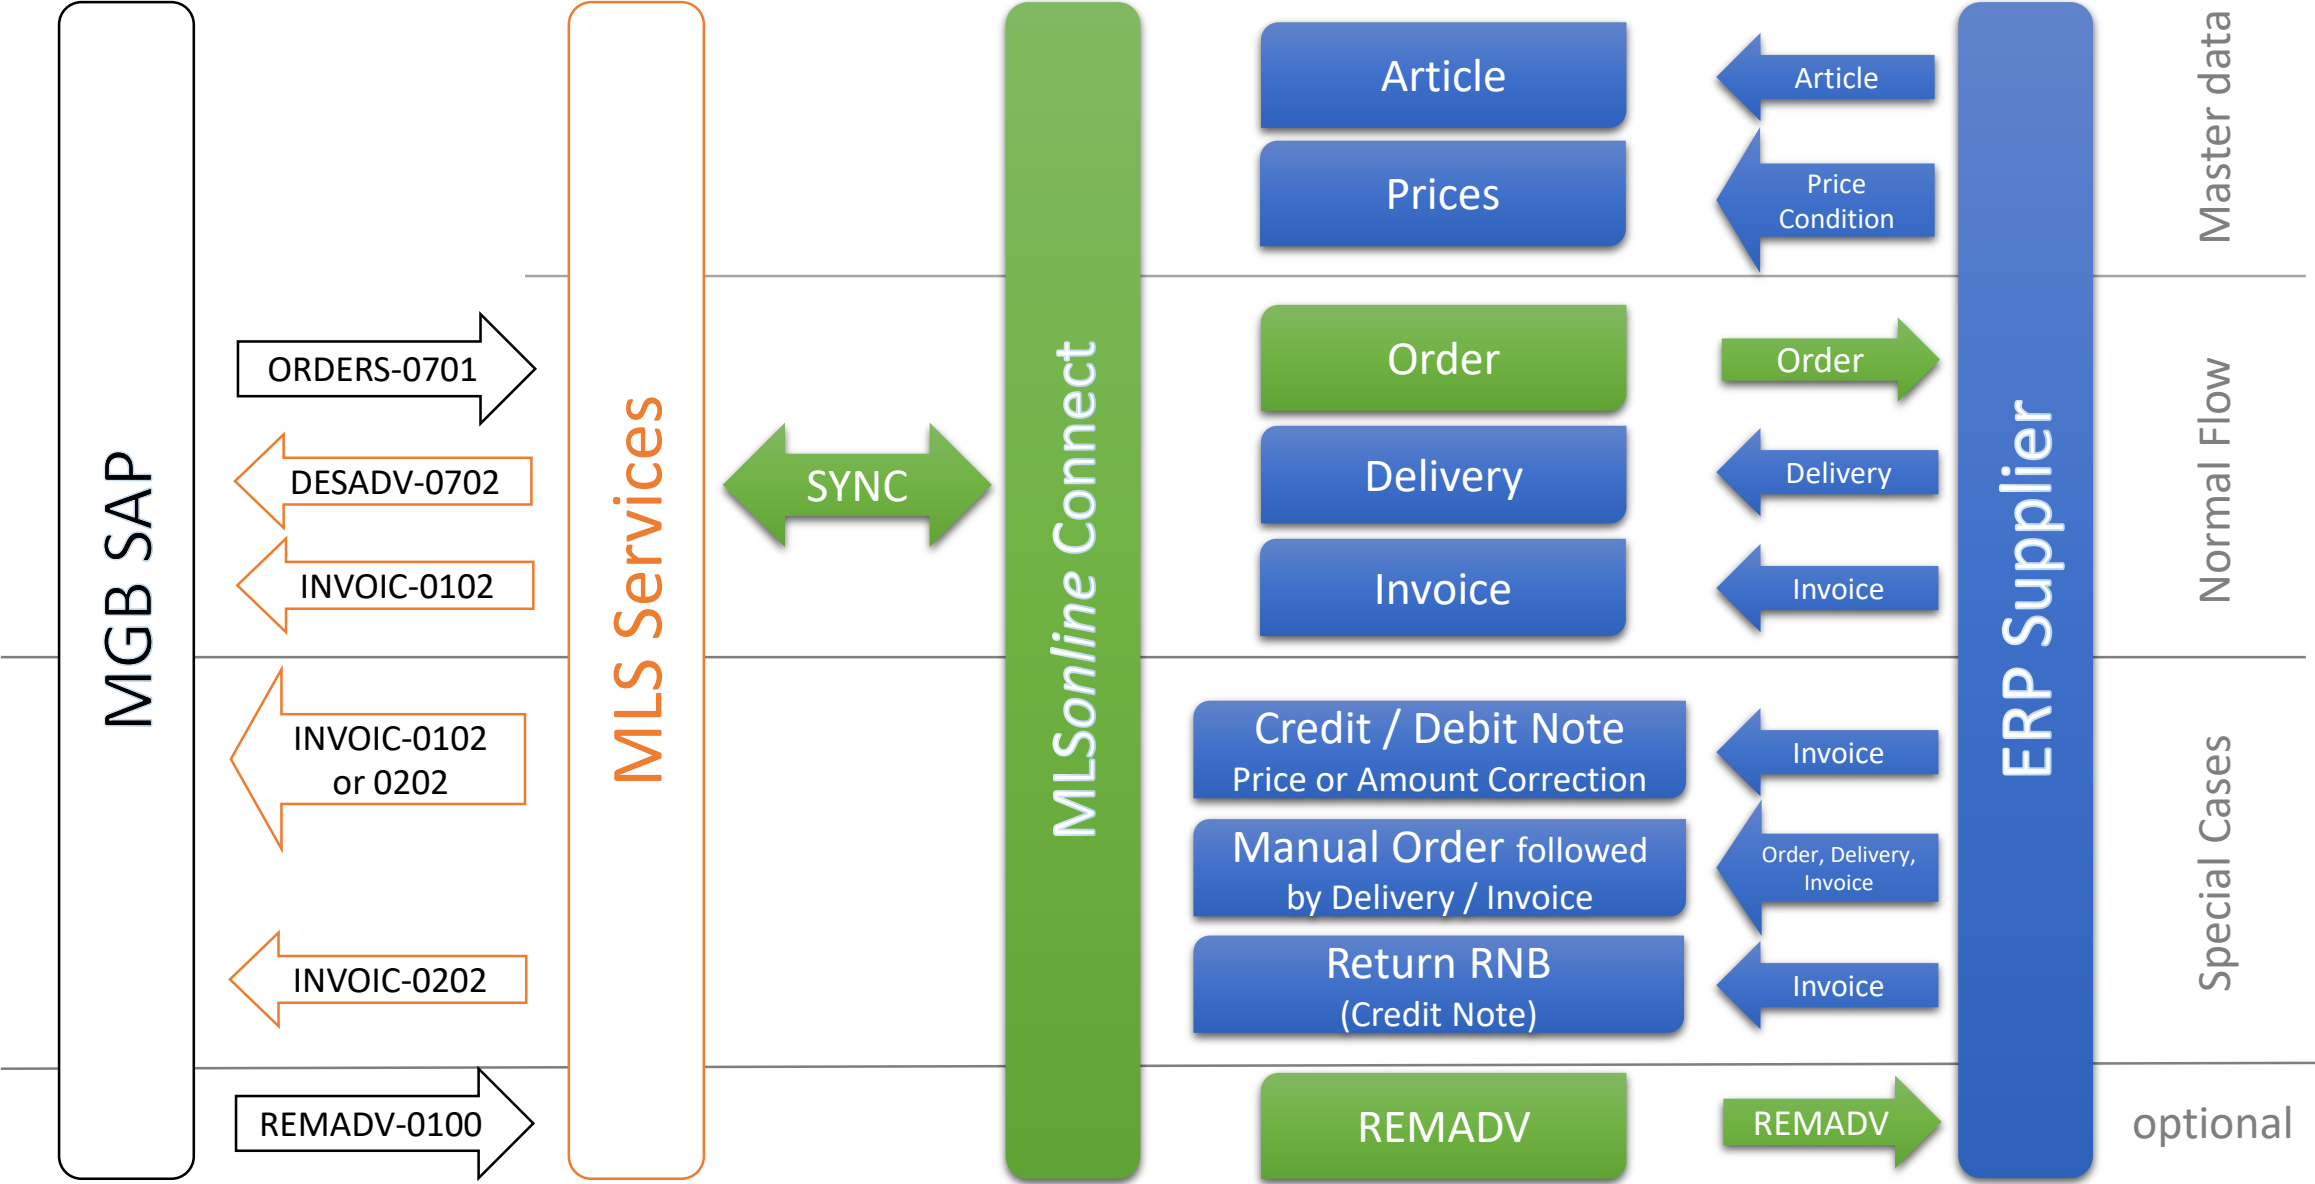 MGB SAP
MLS Services
MLSonline Connect
ERP Supplier
Article
Article
Master data
Prices
Price
Condition
ORDERS-0701
Order
Order
Normal Flow
DESADV-0702
SYNC
Delivery
Delivery
INVOIC-0102
Invoice
Invoice
INVOIC-0102
or 0202
Credit / Debit Note
Price or Amount Correction
Invoice
Special Cases
Manual Order followed
by Delivery / Invoice
Order, Delivery,
Invoice
INVOIC-0202
Return RNB
(Credit Note)
Invoice
REMADV-0100
REMADV
REMADV
optional